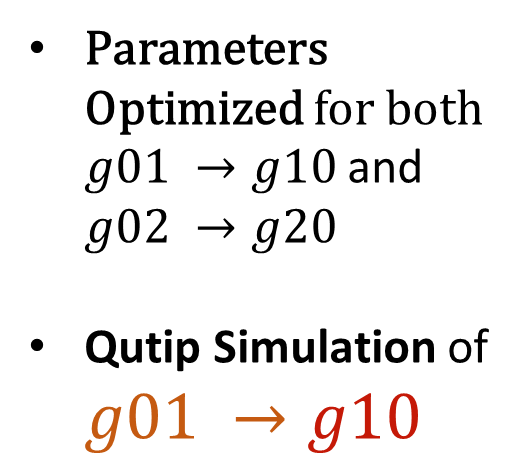 • Parameters
Optimized for both
g01 → g10 and
g02 → g20
• Qutip Simulation of
g01 → g10